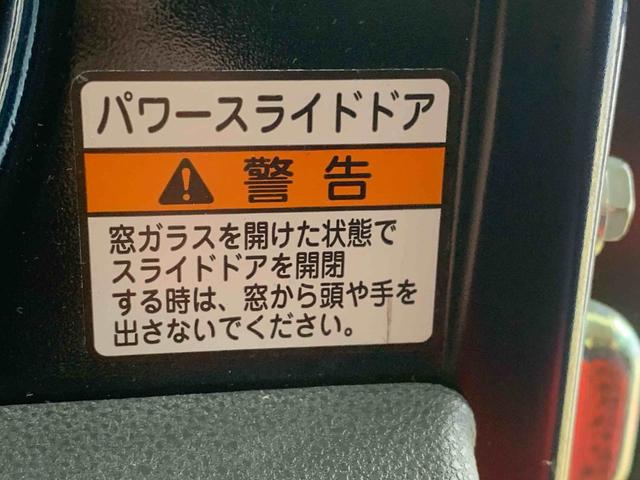 パワースライドドア
警告
窓ガラスを開けた状態で
スライドドアを開閉
する時は、窓から頭や手を
出さないでください。